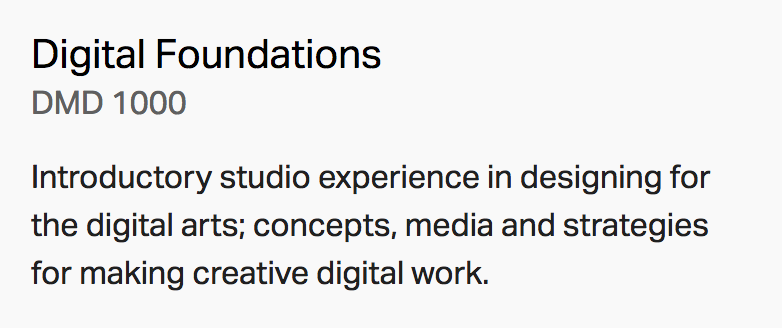 Digital Foundations
DMD 1000
Introductory studio experience in designing for
the digital arts; concepts, media and strategies
for making creative digital work.